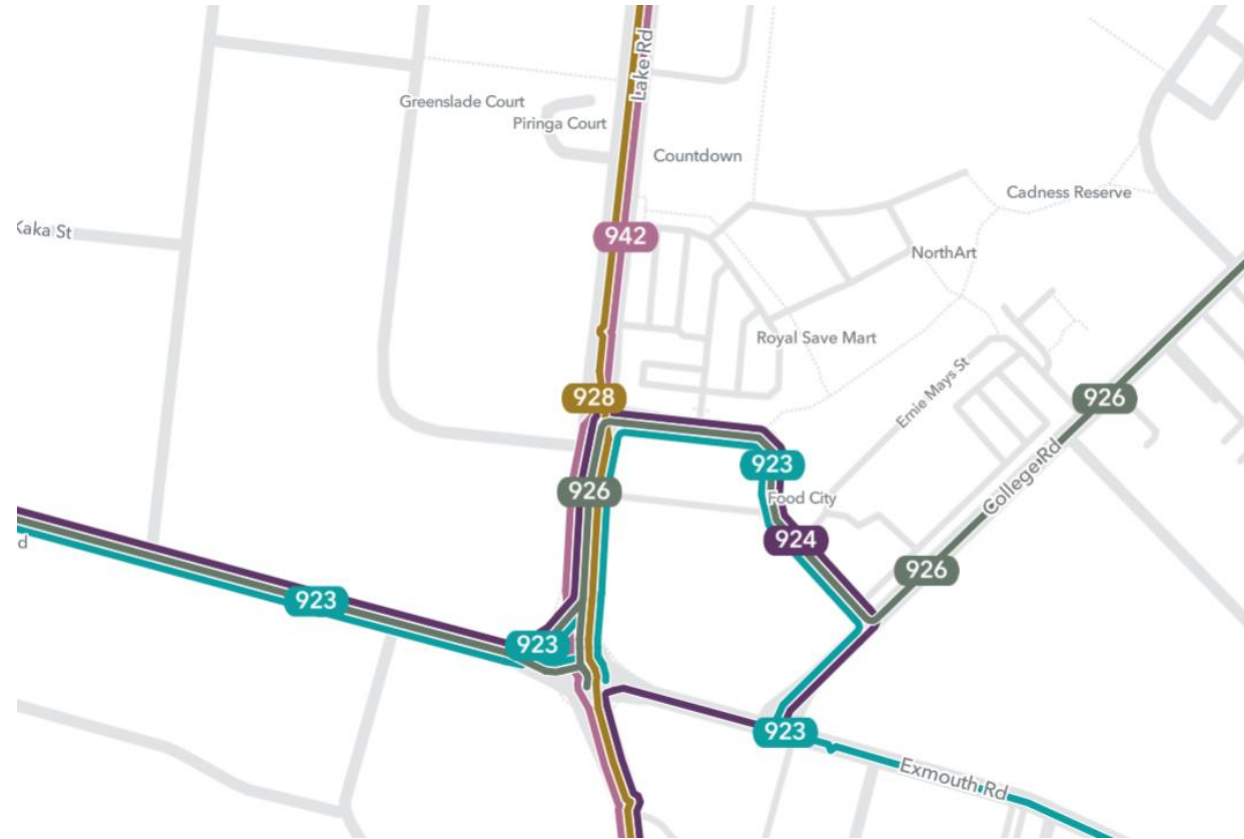 Lake Rd
Greenslade Court
Piringa Court
Countdown
Cadness Reserve
Kaka St
942
NorthArt
Royal Save Mart
928
Ernie Mays St
926
923
926
Food City
College Rd
924
926
d
923
923
923
Exmouth Rd